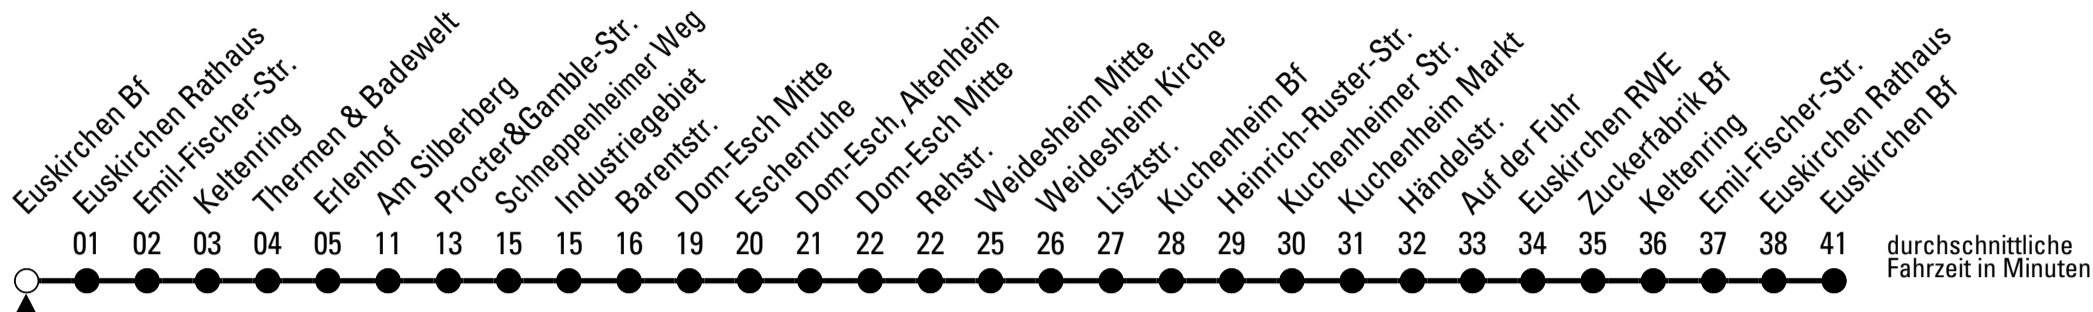 Euskirchen Bf
Euskirchen Rathaus
Emil-Fischer-Str.
Keltenring
Thermen & Badewelt
Erlenhof
Am Silberberg
Procter&Gamble-Str.
Schneppenheimer Weg
Industriegebiet
Barentstr.
Dom-Esch Mitte
Eschenruhe
Dom-Esch, Altenheim
Dom-Esch Mitte
Rehstr.
Weidesheim Mitte
Weidesheim Kirche
Lisztstr.
Kuchenheim Bf
Heinrich-Ruster-Str.
Kuchenheimer Str.
Kuchenheim Markt
Händelstr.
Auf der Fuhr
Euskirchen RWE
Zuckerfabrik Bf
Keltenring
Emil-Fischer-Str.
Euskirchen Rathaus
Euskirchen Bf
01 02 03 04 05 11 13 15 15 16 19 20 21 22 22 25 26 27 28 29 30 31 32 33 34 35 36 37 38 41
durchschnittliche
Fahrzeit in Minuten